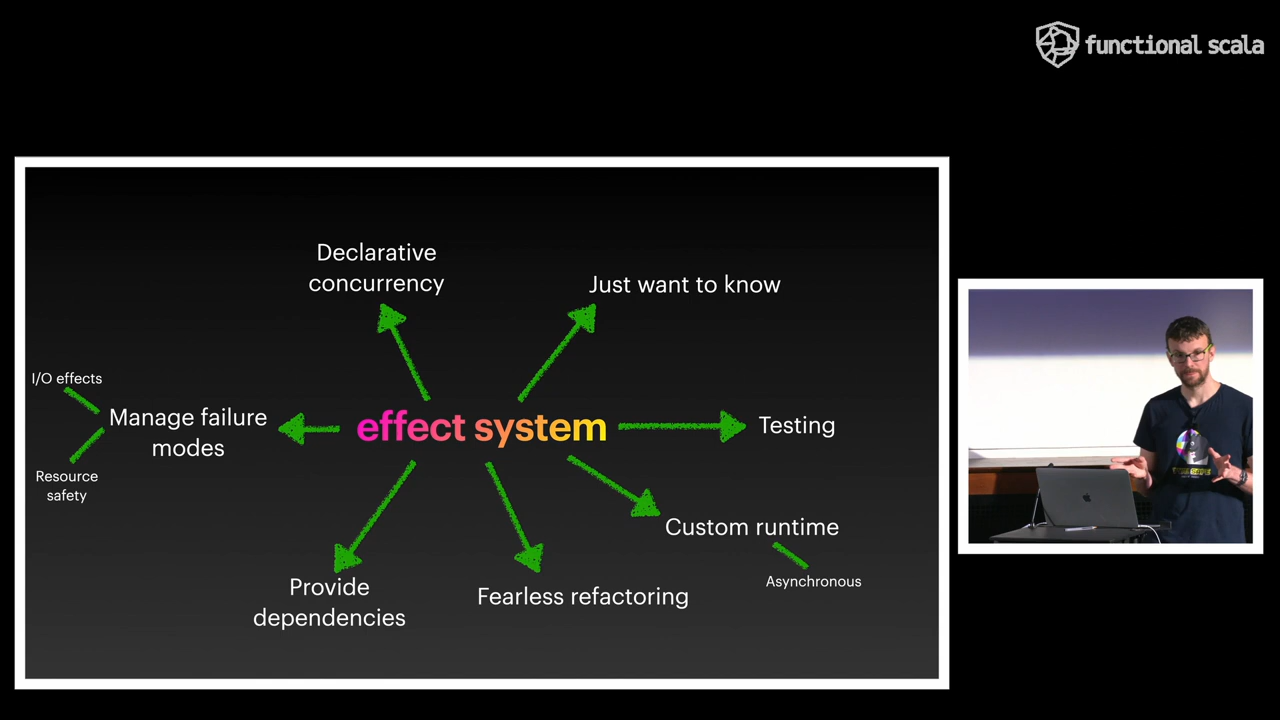 functional scala
Declarative
concurrency
Just want to know
I/O effects
Manage failure
modes
effect system
Testing
Resource
safety
Custom runtime
Asynchronous
Provide
dependencies
Fearless refactoring